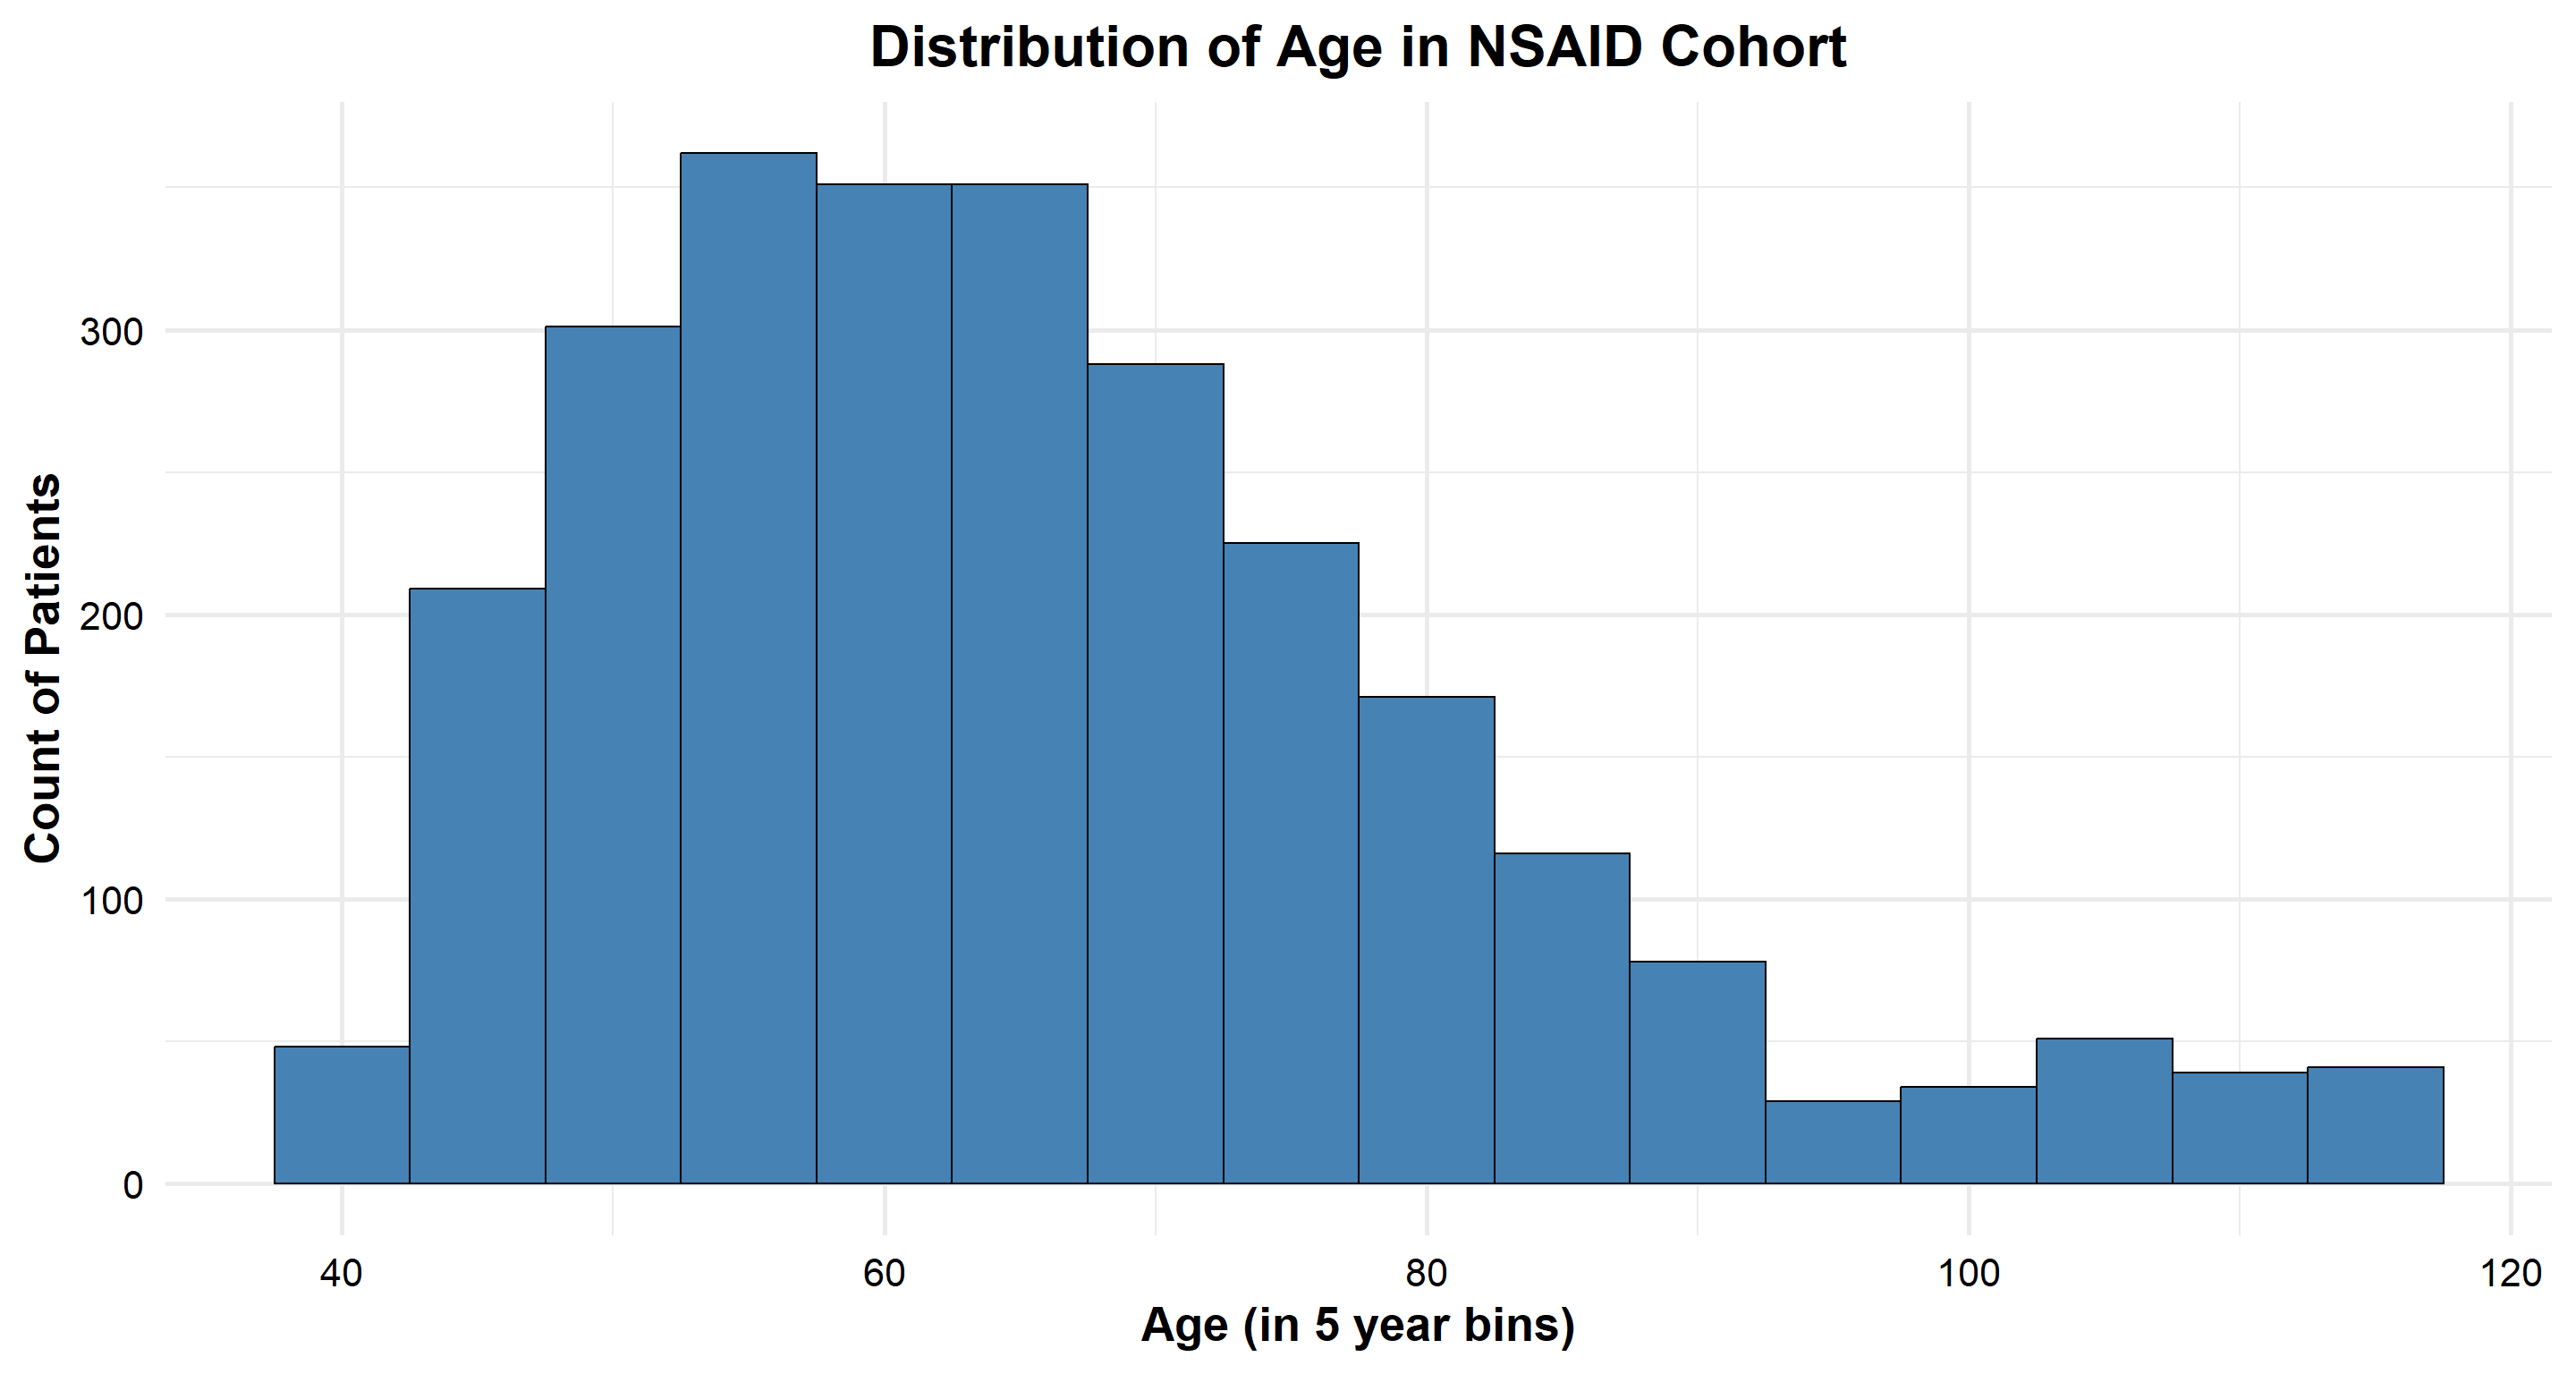 Distribution of Age in NSAID Cohort
Count of Patients
300
200
100
0
40 60 80 100 120
Age (in 5 year bins)